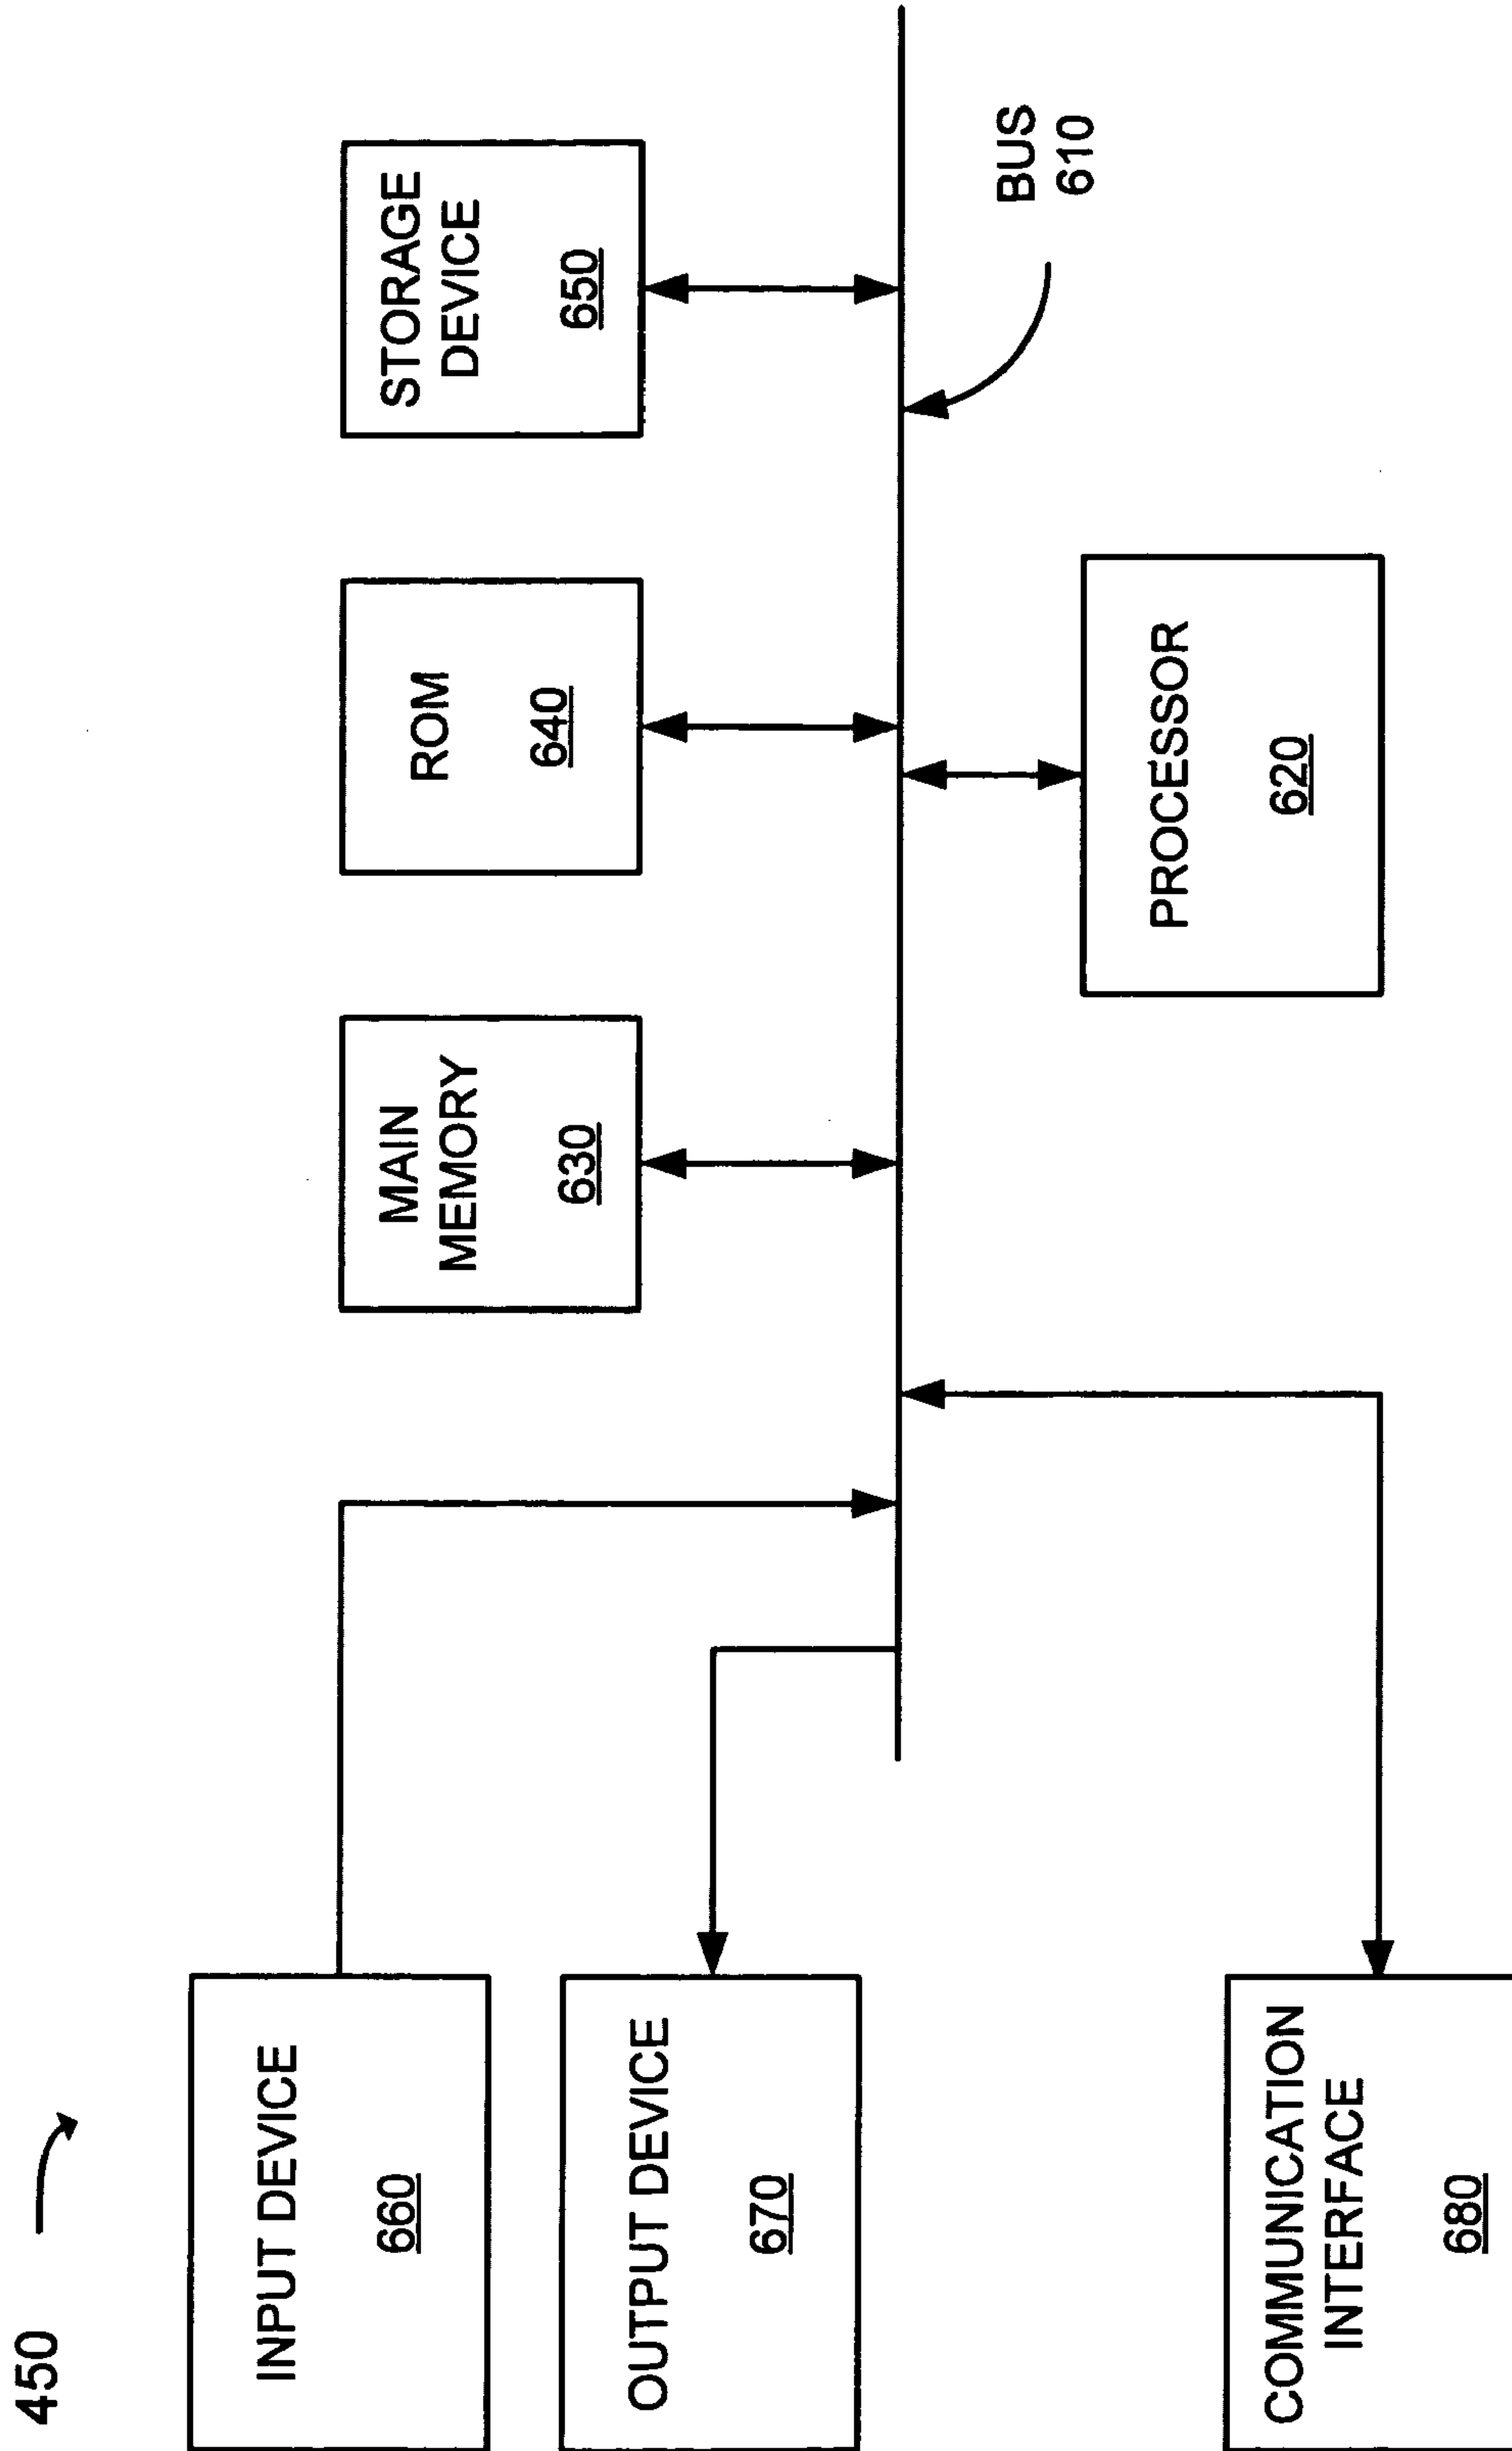 450
INPUT DEVICE
660
OUTPUT DEVICE
670
COMMUNICATION
INTERFACE
680
MAIN
MEMORY
630
ROM
640
STORAGE
DEVICE
650
PROCESSOR
620
BUS
610